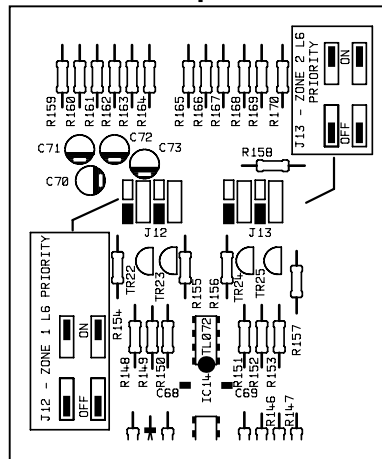 R159
R160
R161
R162
R163
R164
R165
R166
R167
R168
R169
R170
J13 - ZONE 2 L6
PRIORITY
ON
OFF
C71
C72
C73
C70
R158
J12
J13
J12 - ZONE 1 L6 PRIORITY
ON
OFF
R154
TR22
TR23
R155
R156
TR24
TR25
R157
R148
R149
R150
TL072
IC14
R151
R152
R153
C68
C69
R146
R147